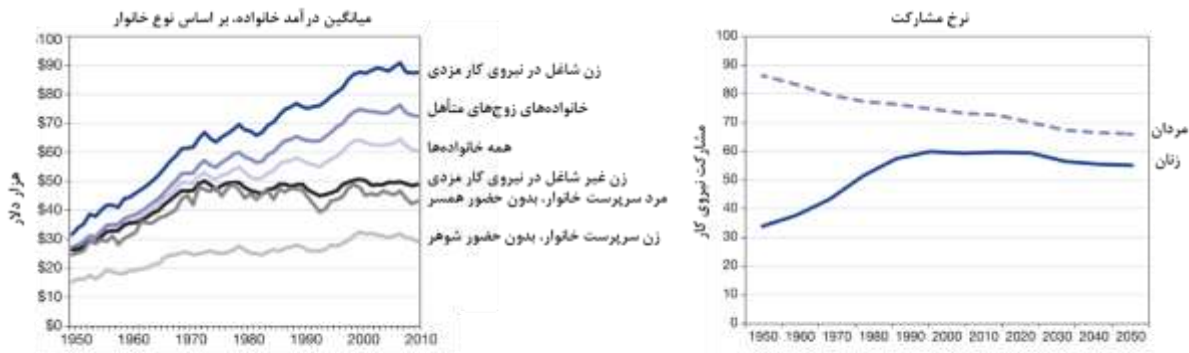 میانگین درآمد خانواده، بر اساس نوع خانوار
$100
$90
$80
$70
$60
$50
$40
$30
$20
$10
$0
هزار دلار
1950 1960 1970 1980 1990 2000 2010
زن شاغل در نیروی کار مزدی
خانواده‌های زوج‌های متأهل
همه خانواده‌ها
زن غیر شاغل در نیروی کار مزدی
مرد سرپرست خانوار، بدون حضور همسر
زن سرپرست خانوار، بدون حضور شوهر
نرخ مشارکت
100
90
80
70
60
50
40
30
20
10
0
مشارکت نیروی کار
1950 1960 1970 1980 1990 2000 2010 2020 2030 2040 2050
مردان
زنان